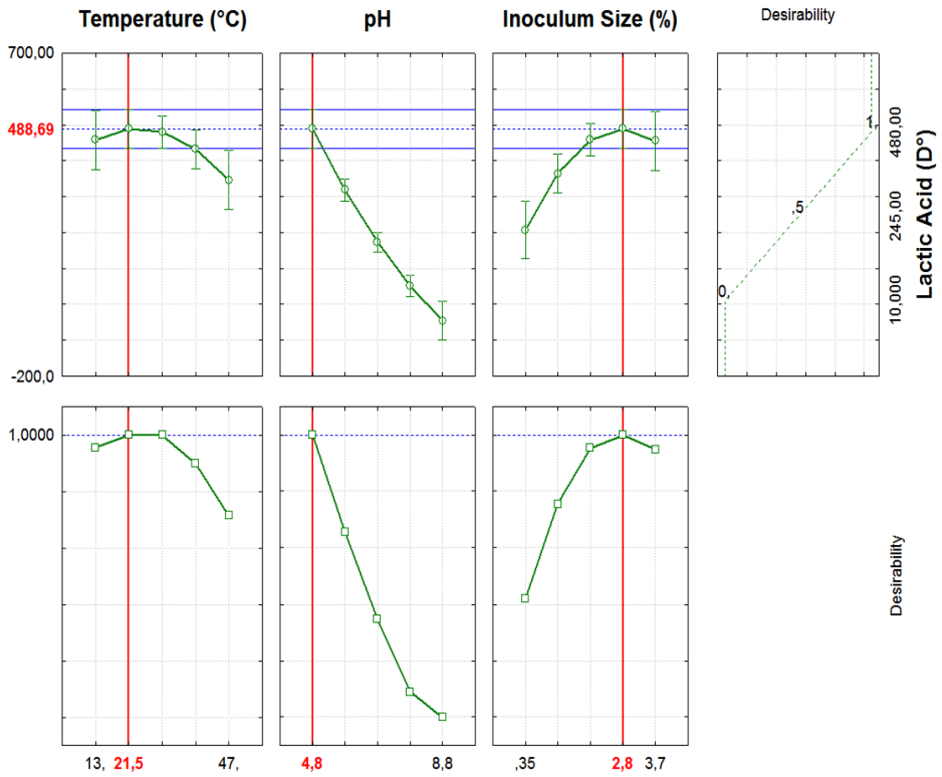 Temperature (°C) pH Inoculum Size (%) Desirability
700,00
488,69
-200,0
1,
,5
0,
480,00
245,00
10,000
Lactic Acid (D°)
1,0000
Desirability
13, 21,5 47, 4,8 8,8 ,35 2,8 3,7